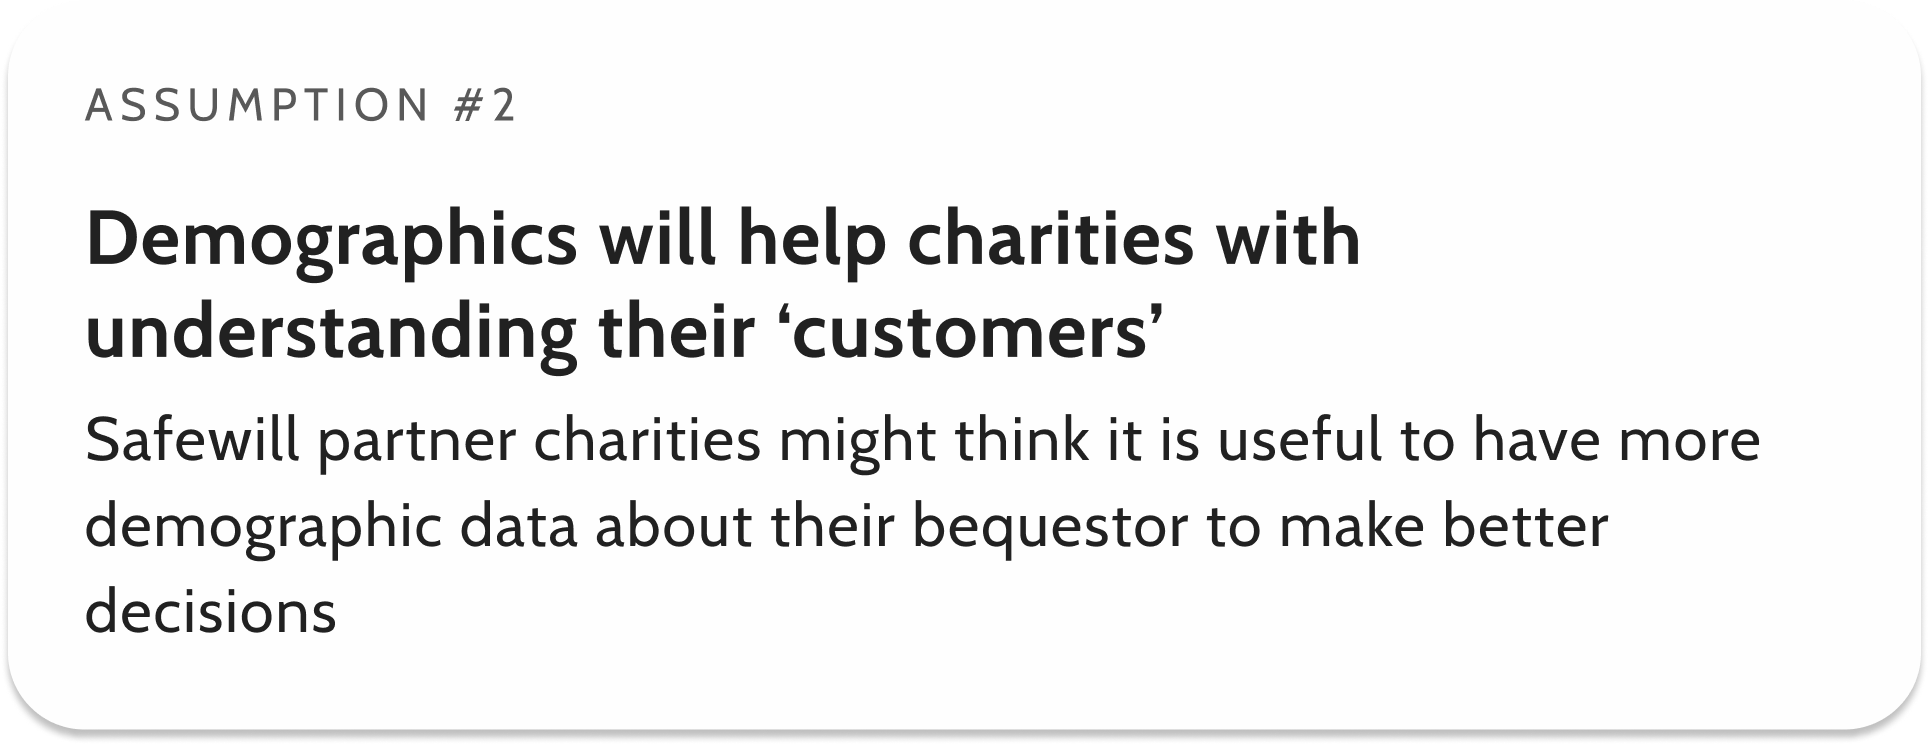 ASSUMPTION #2
Demographics will help charities with
understanding their ‘customers’
Safewill partner charities might think it is useful to have more
demographic data about their bequestor to make better
decisions